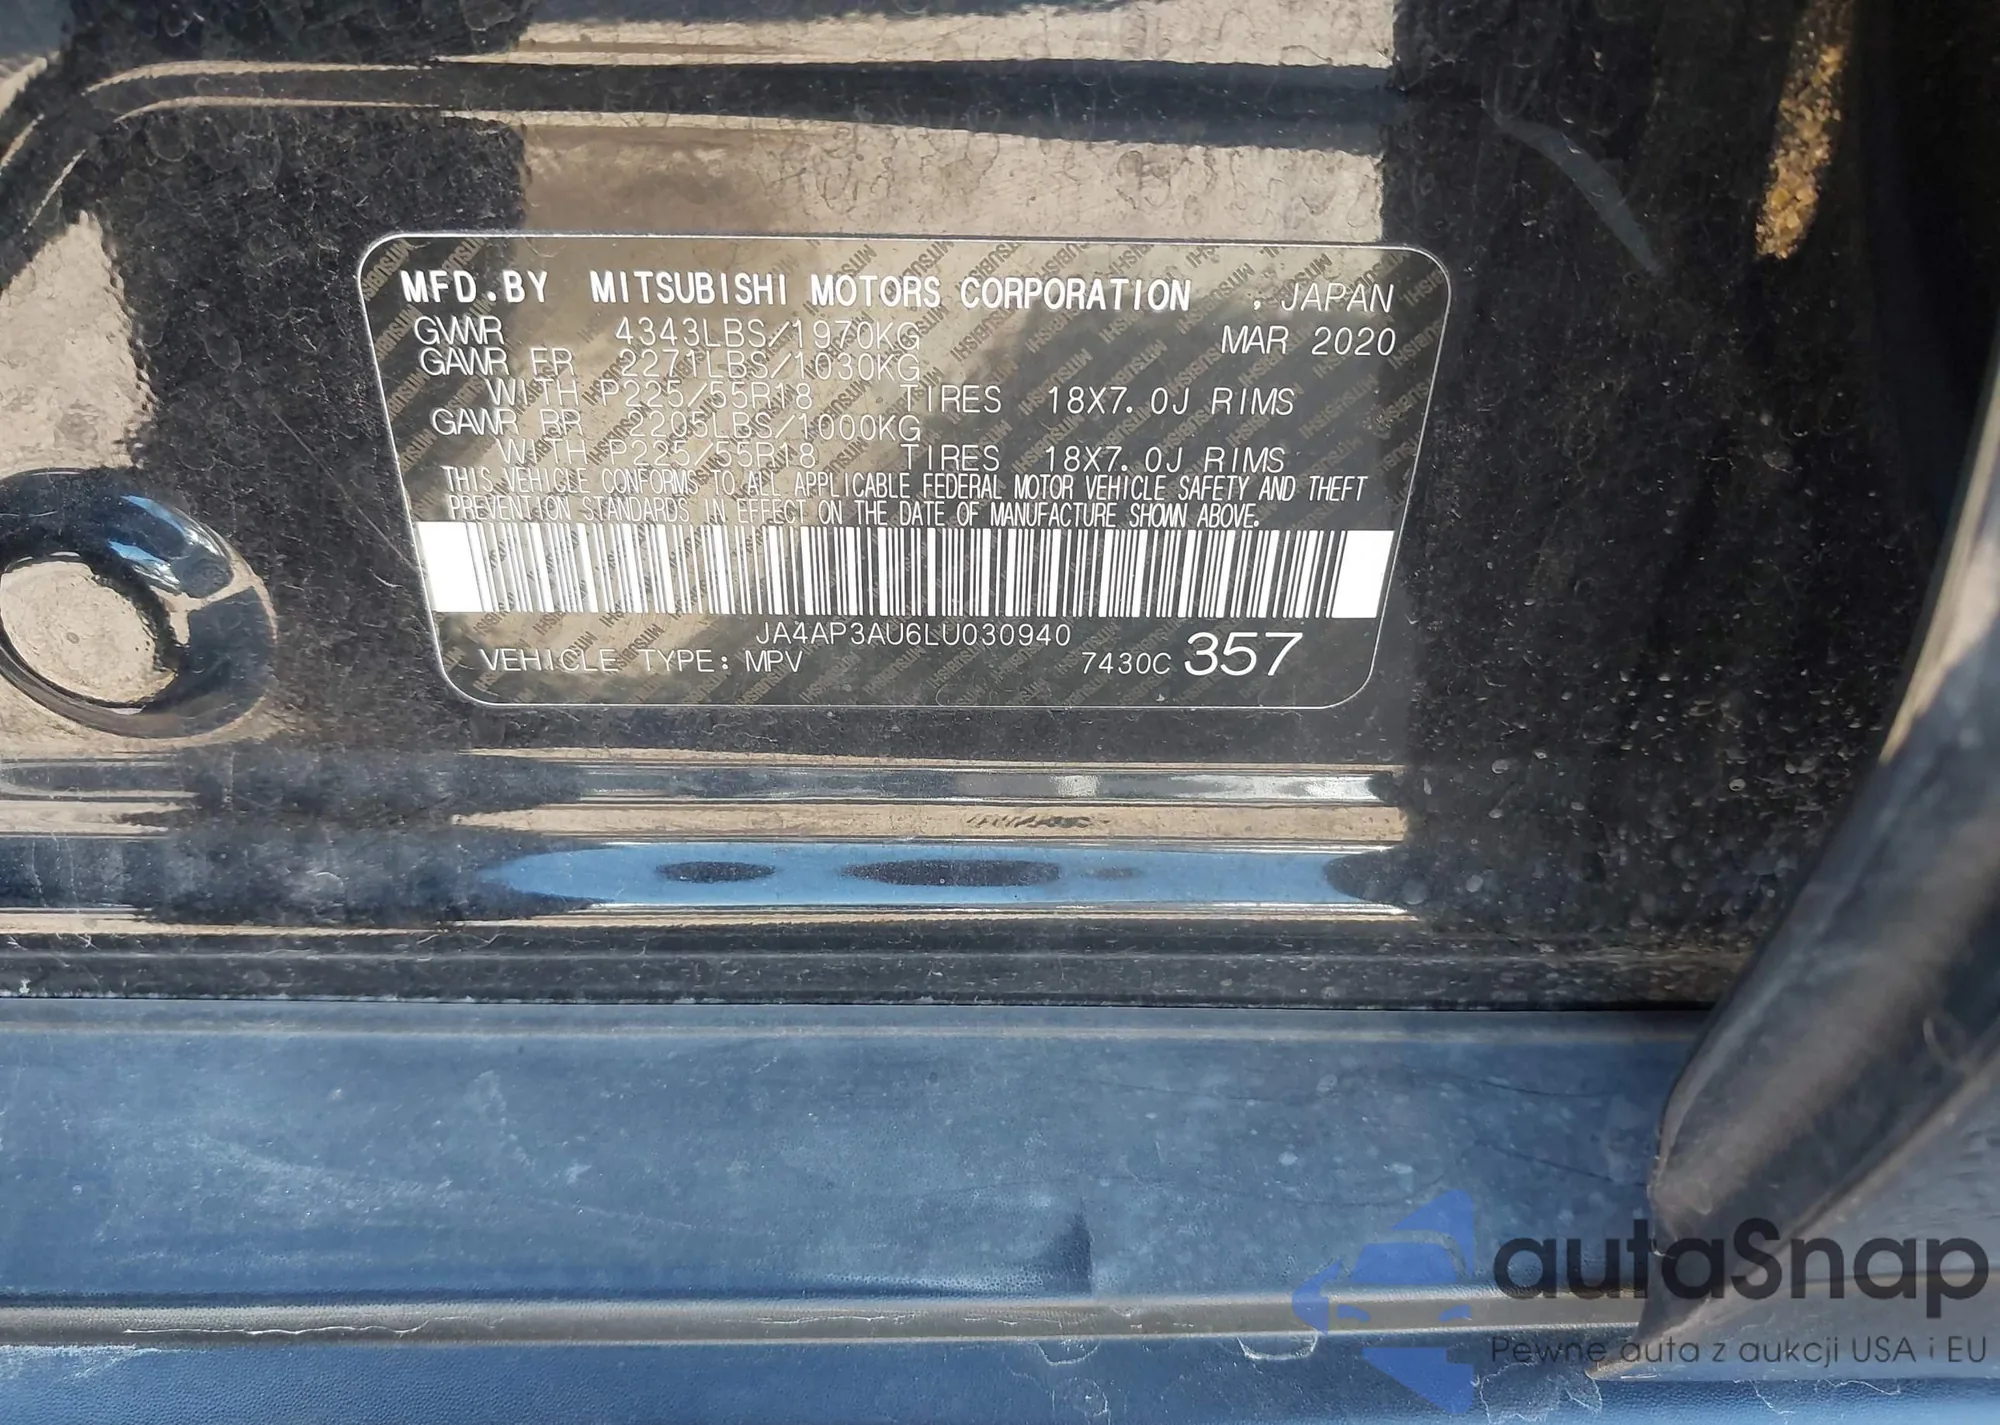 MFD.BY MITSUBISHI MOTORS CORPORATION , JAPAN
GVWR 4343LBS/1970KG MAR 2020
GAWR FR 2271LBS/1030KG
WITH P225/55R18 TIRES 18X7.0J RIMS
GAWR RR 2205LBS/1000KG
WITH P225/55R18 TIRES 18X7.0J RIMS
THIS VEHICLE CONFORMS TO ALL APPLICABLE FEDERAL MOTOR VEHICLE SAFETY AND THEFT
PREVENTION STANDARDS IN EFFECT ON THE DATE OF MANUFACTURE SHOWN ABOVE.
JA4AP3AU6LU030940
VEHICLE TYPE: MPV 7430C 357
autaSnap
Pewne auta z aukcji USA i EU